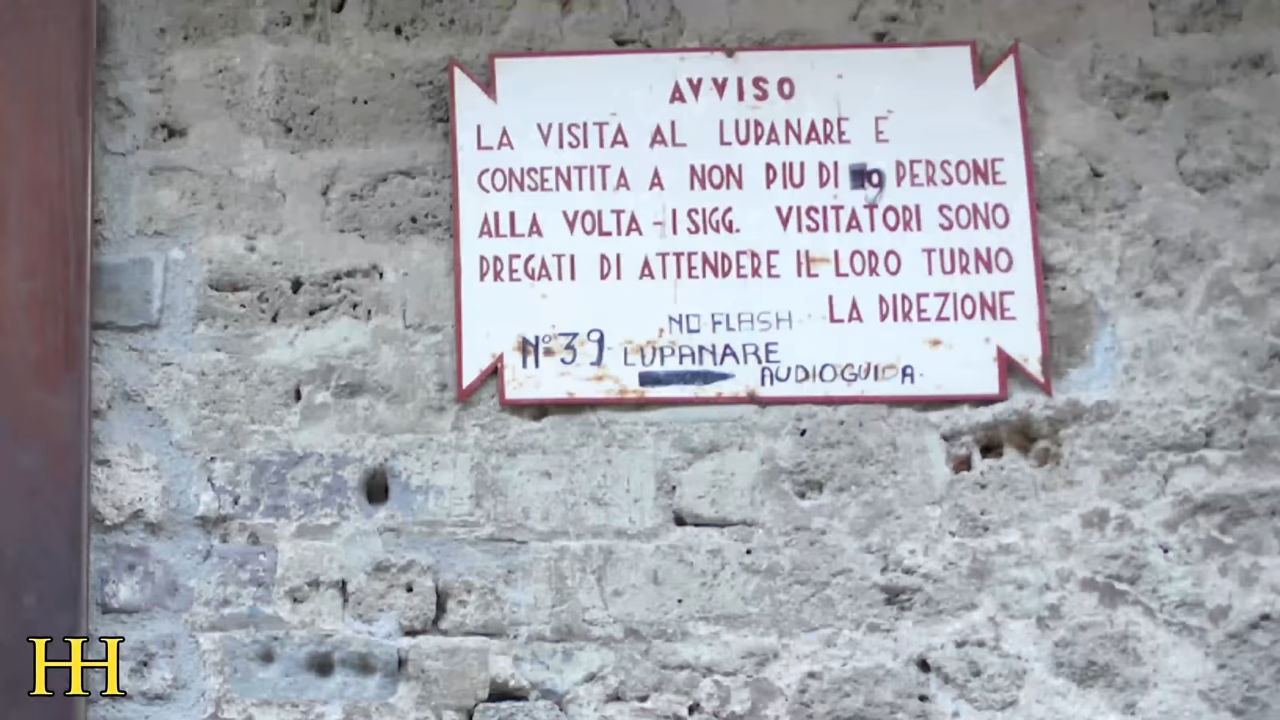 AVVISO
LA VISITA AL LUPANARE E
CONSENTITA A NON PIU DI 19 PERSONE
ALLA VOLTA - I SIGG. VISITATORI SONO
PREGATI DI ATTENDERE IL LORO TURNO
LA DIREZIONE
NO FLASH
N° 39 LUPANARE
AUDIOGUIDA.
HH